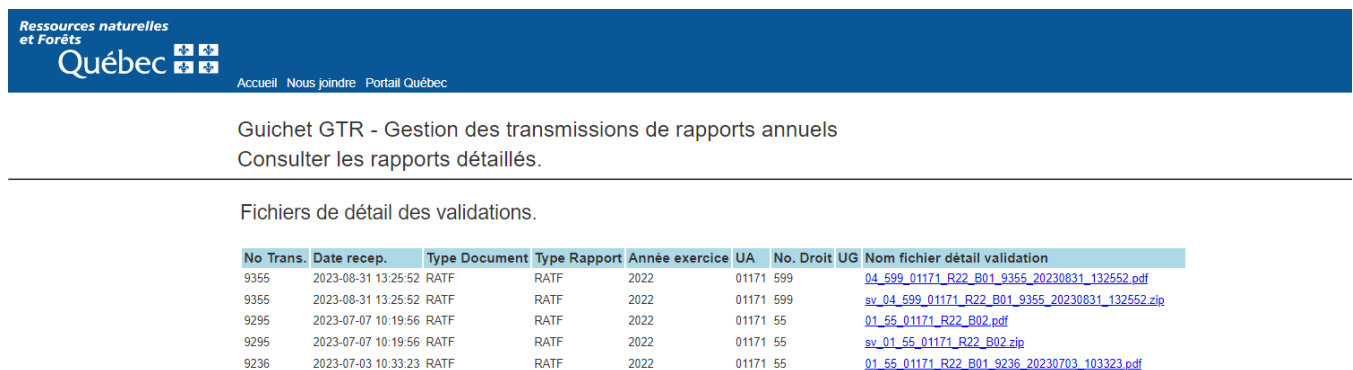 Ressources naturelles
et Forêts
Québec
Accueil Nous joindre Portail Québec
Guichet GTR - Gestion des transmissions de rapports annuels
Consulter les rapports détaillés.
Fichiers de détail des validations.
No Trans. Date recep. Type Document Type Rapport Année exercice UA No. Droit UG Nom fichier détail validation
9355 2023-08-31 13:25:52 RATF RATF 2022 01171 599 04_599_01171_R22_B01_9355_20230831_132552.pdf
9355 2023-08-31 13:25:52 RATF RATF 2022 01171 599 sv_04_599_01171_R22_B01_9355_20230831_132552.zip
9295 2023-07-07 10:19:56 RATF RATF 2022 01171 55 01_55_01171_R22_B02.pdf
9295 2023-07-07 10:19:56 RATF RATF 2022 01171 55 sv_01_55_01171_R22_B02.zip
9236 2023-07-03 10:33:23 RATF RATF 2022 01171 55 01_55_01171_R22_B01_9236_20230703_103323.pdf